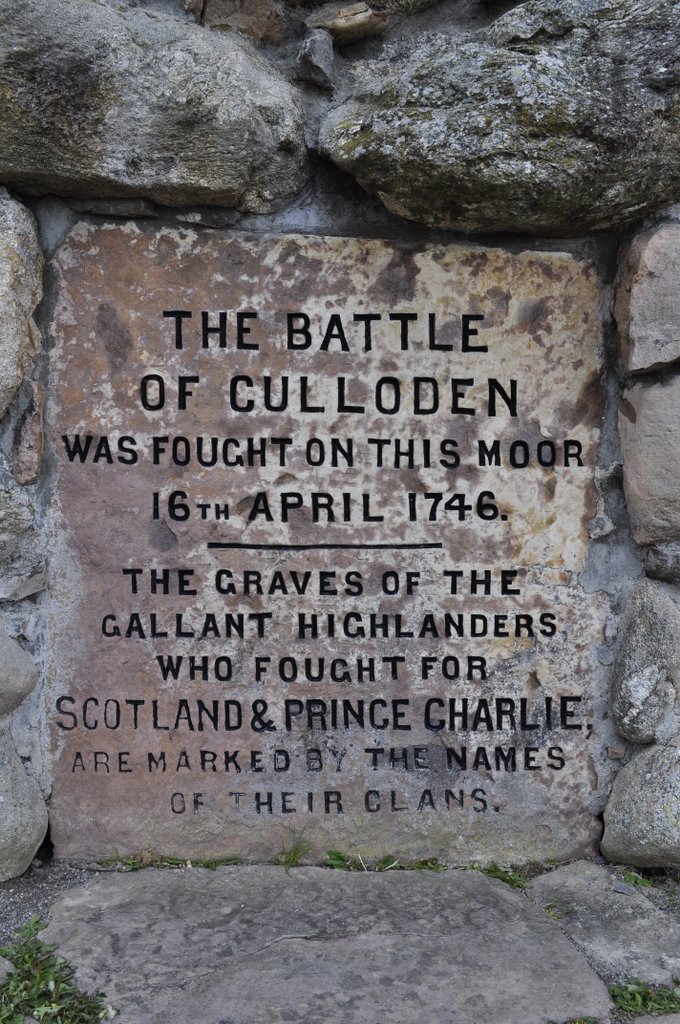 THE BATTLE
OF CULLODEN
WAS FOUGHT ON THIS MOOR
16TH APRIL 1746.
THE GRAVES OF THE
GALLANT HIGHLANDERS
WHO FOUGHT FOR
SCOTLAND & PRINCE CHARLIE,
ARE MARKED BY THE NAMES
OF THEIR CLANS.